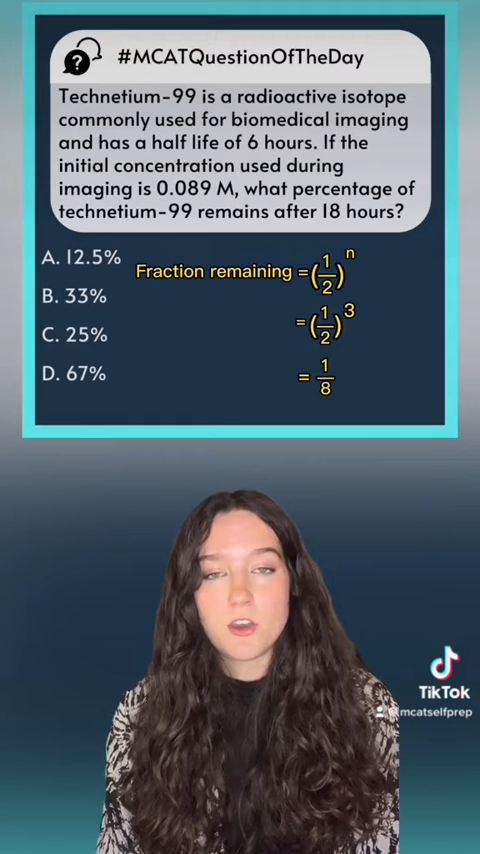 #MCATQuestionOfTheDay
Technetium-99 is a radioactive isotope
commonly used for biomedical imaging
and has a half life of 6 hours. If the
initial concentration used during
imaging is 0.089 M, what percentage of
technetium-99 remains after 18 hours?
A. 12.5%
B. 33%
C. 25%
D. 67%
Fraction remaining = (1/2)^n
= (1/2)^3
= 1/8
TikTok
@mcatselfprep